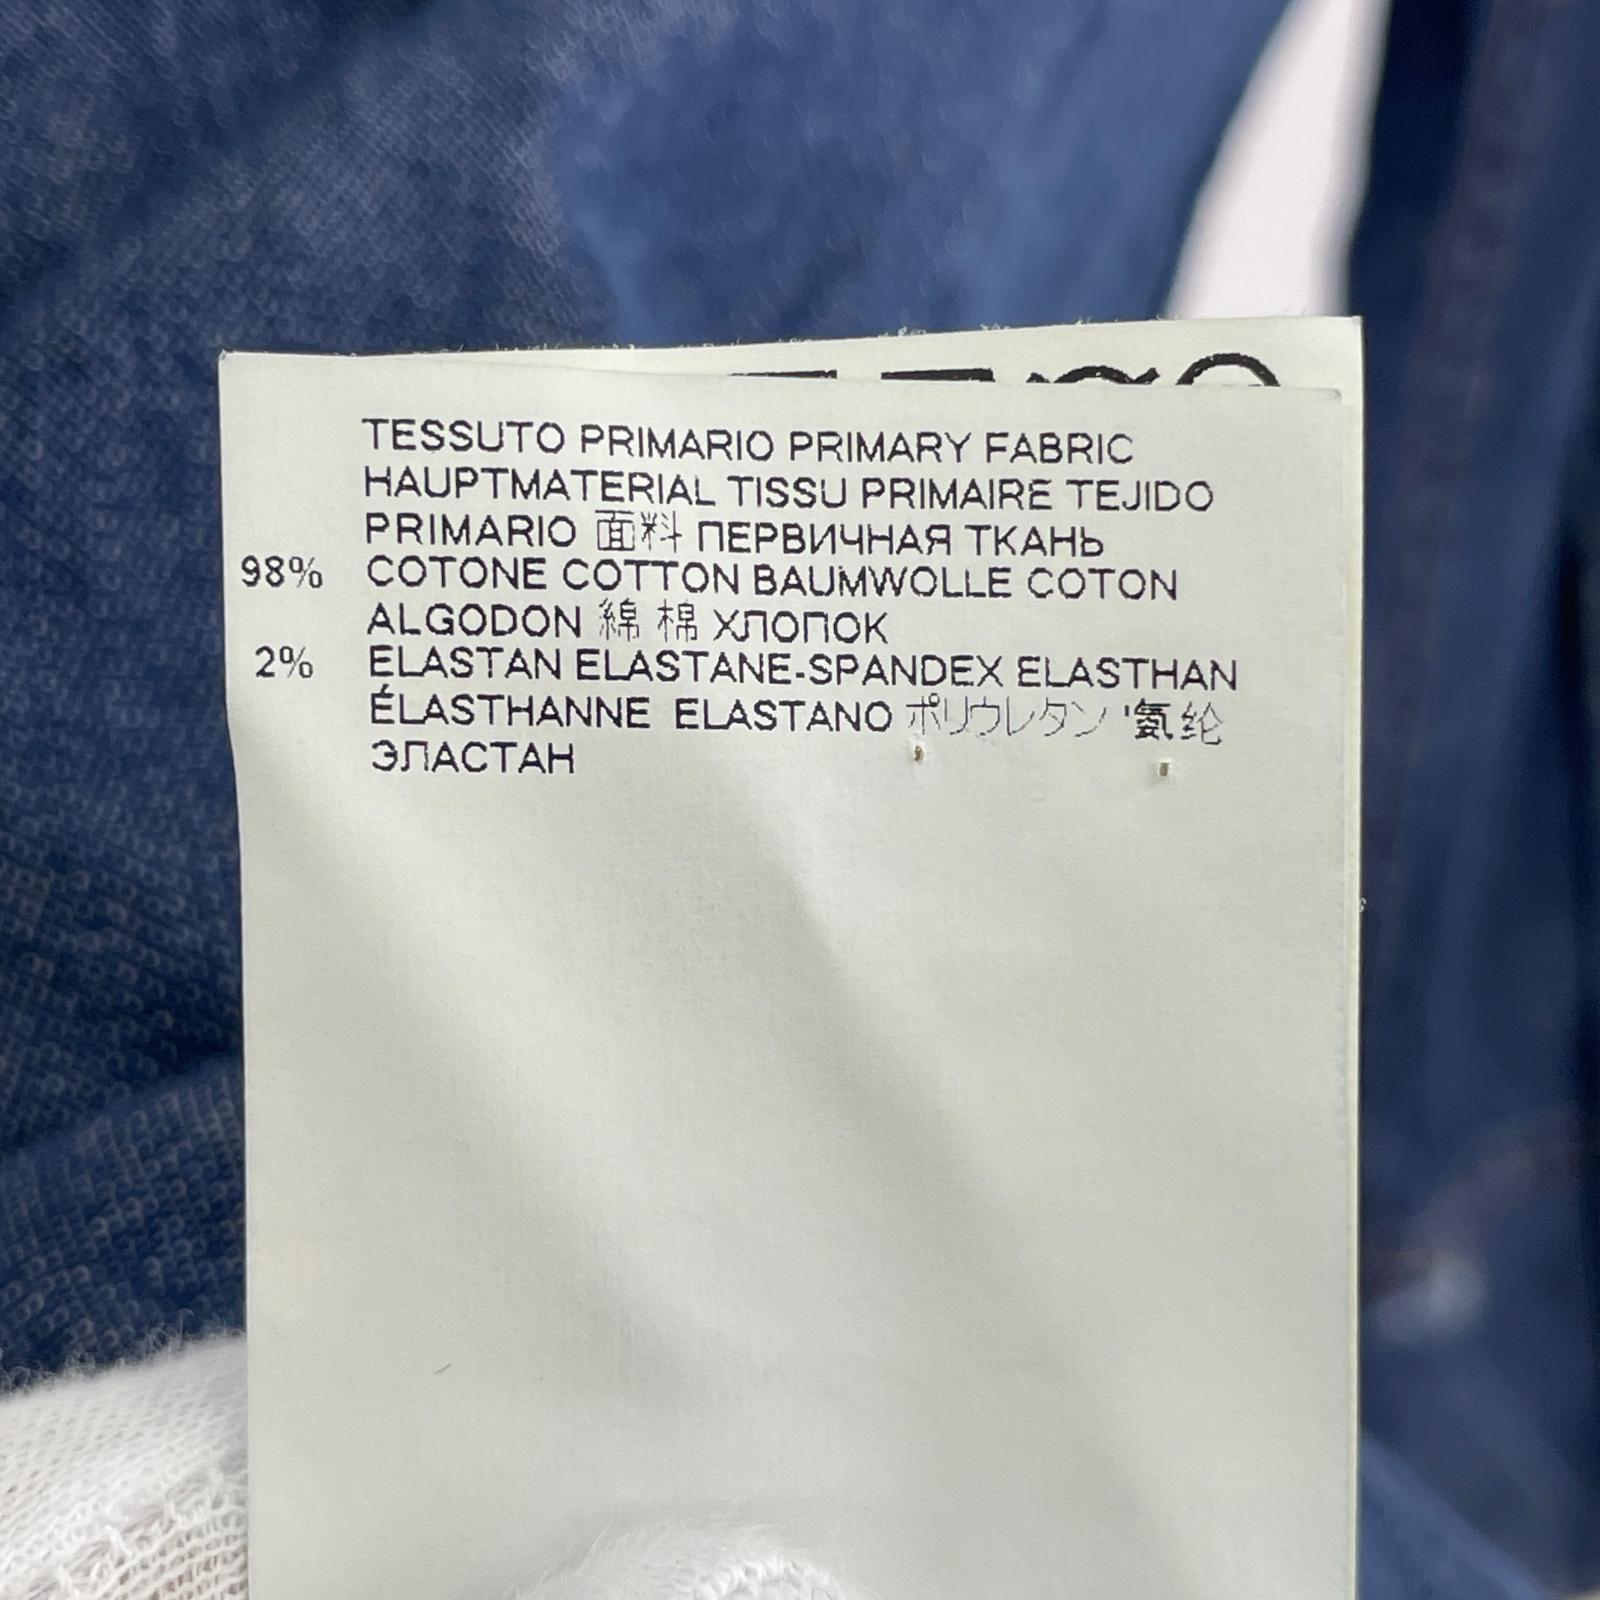 TESSUTO PRIMARIO PRIMARY FABRIC
HAUPTMATERIAL TISSU PRIMAIRE TEJIDO
PRIMARIO 面料 ПЕРВИЧНАЯ ТКАНЬ
98% COTONE COTTON BAUMWOLLE COTON
ALGODON 綿 棉 ХЛОПОК
2% ELASTAN ELASTANE-SPANDEX ELASTHAN
ÉLASTHANNE ELASTANO ポリウレタン '氨纶
ЭЛАСТАН